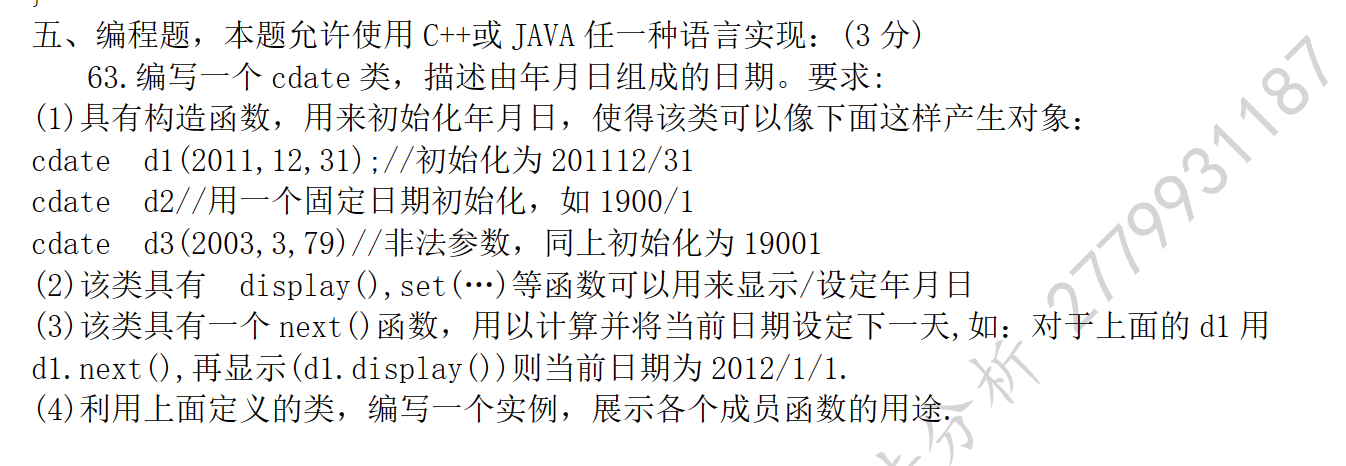 五、编程题，本题允许使用 C++或 JAVA 任一种语言实现：(3 分)
63.编写一个 cdate 类，描述由年月日组成的日期。要求:
(1)具有构造函数，用来初始化年月日，使得该类可以像下面这样产生对象：
cdate d1(2011,12,31);//初始化为 201112/31
cdate d2//用一个固定日期初始化，如 1900/1
cdate d3(2003,3,79)//非法参数，同上初始化为 19001
(2)该类具有 display(),set(…)等函数可以用来显示/设定年月日
(3)该类具有一个 next()函数，用以计算并将当前日期设定下一天,如：对于上面的 d1 用
d1.next(),再显示(d1.display())则当前日期为 2012/1/1.
(4)利用上面定义的类，编写一个实例，展示各个成员函数的用途.
分析 2779931187